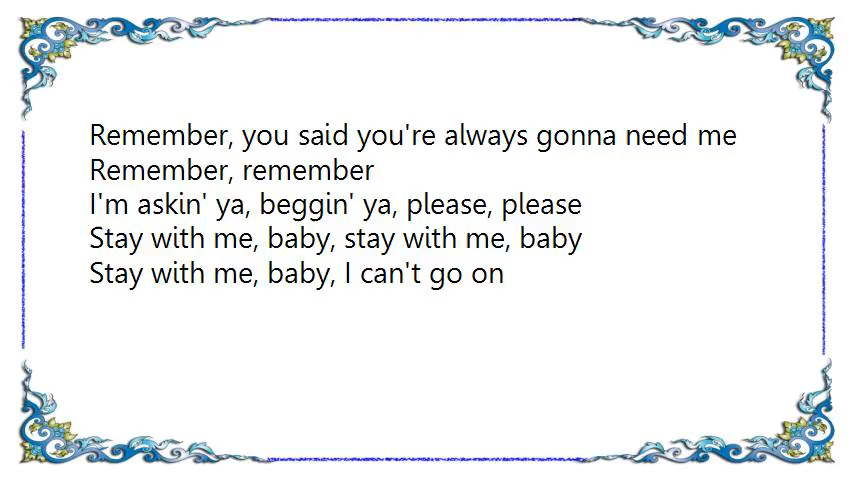 Remember, you said you're always gonna need me
Remember, remember
I'm askin' ya, beggin' ya, please, please
Stay with me, baby, stay with me, baby
Stay with me, baby, I can't go on